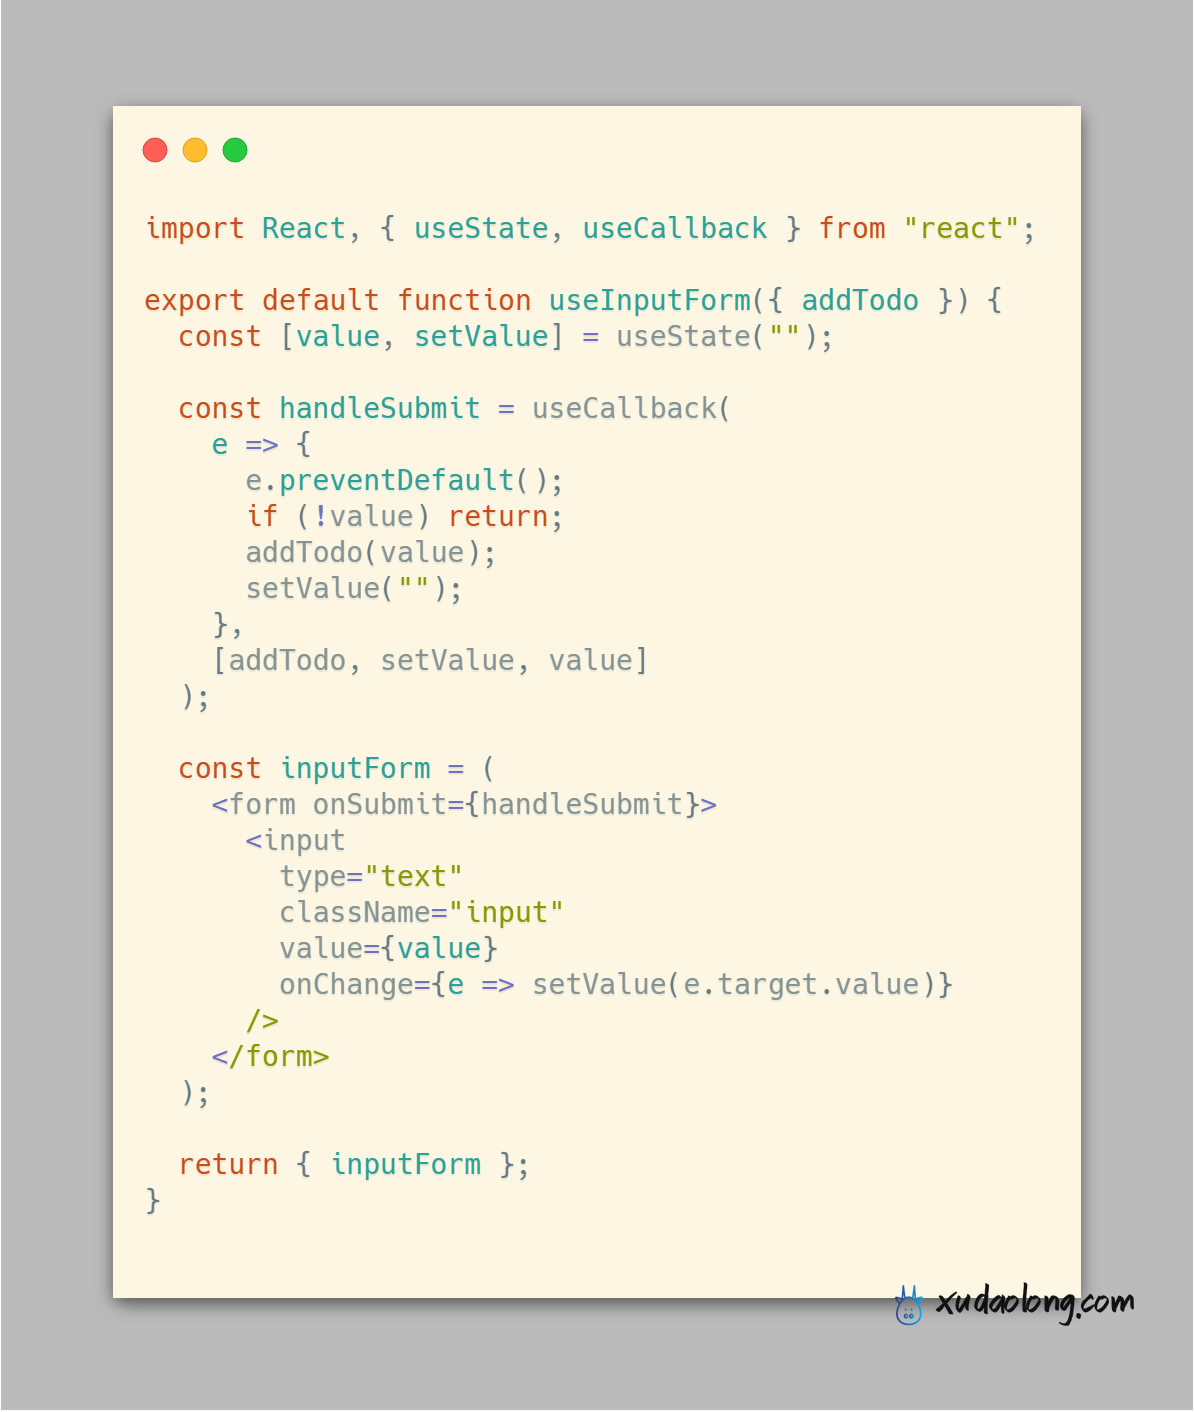 import React, { useState, useCallback } from "react";

export default function useInputForm({ addTodo }) {
  const [value, setValue] = useState("");

  const handleSubmit = useCallback(
    e => {
      e.preventDefault();
      if (!value) return;
      addTodo(value);
      setValue("");
    },
    [addTodo, setValue, value]
  );

  const inputForm = (
    <form onSubmit={handleSubmit}>
      <input
        type="text"
        className="input"
        value={value}
        onChange={e => setValue(e.target.value)}
      />
    </form>
  );

  return { inputForm };
}
xudaolong.com